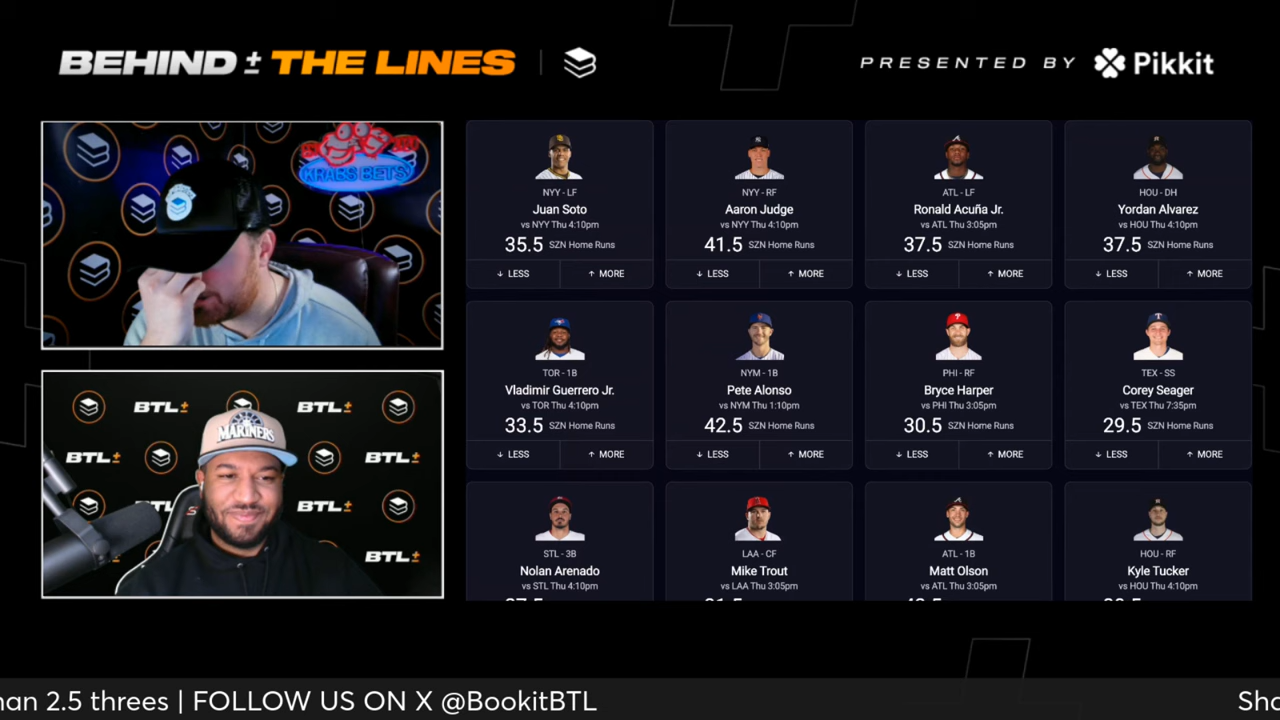 BEHIND ± THE LINES
PRESENTED BY Pikkit
KRABS BETS
NYY - LF
Juan Soto
vs NYY Thu 4:10pm
35.5 SZN Home Runs
↓ LESS
↑ MORE
NYY - RF
Aaron Judge
vs NYY Thu 4:10pm
41.5 SZN Home Runs
↓ LESS
↑ MORE
ATL - LF
Ronald Acuña Jr.
vs ATL Thu 3:05pm
37.5 SZN Home Runs
↓ LESS
↑ MORE
HOU - DH
Yordan Alvarez
vs HOU Thu 4:10pm
37.5 SZN Home Runs
↓ LESS
↑ MORE
TOR - 1B
Vladimir Guerrero Jr.
vs TOR Thu 4:10pm
33.5 SZN Home Runs
↓ LESS
↑ MORE
NYM - 1B
Pete Alonso
vs NYM Thu 1:10pm
42.5 SZN Home Runs
↓ LESS
↑ MORE
PHI - RF
Bryce Harper
vs PHI Thu 3:05pm
30.5 SZN Home Runs
↓ LESS
↑ MORE
TEX - SS
Corey Seager
vs TEX Thu 7:35pm
29.5 SZN Home Runs
↓ LESS
↑ MORE
STL - 3B
Nolan Arenado
vs STL Thu 4:10pm
LAA - CF
Mike Trout
vs LAA Thu 3:05pm
ATL - 1B
Matt Olson
vs ATL Thu 3:05pm
HOU - RF
Kyle Tucker
vs HOU Thu 4:10pm
BTL±
BTL±
BTL±
MARINERS
BTL±
BTL±
BTL±
2.5 threes | FOLLOW US ON X @BookitBTL